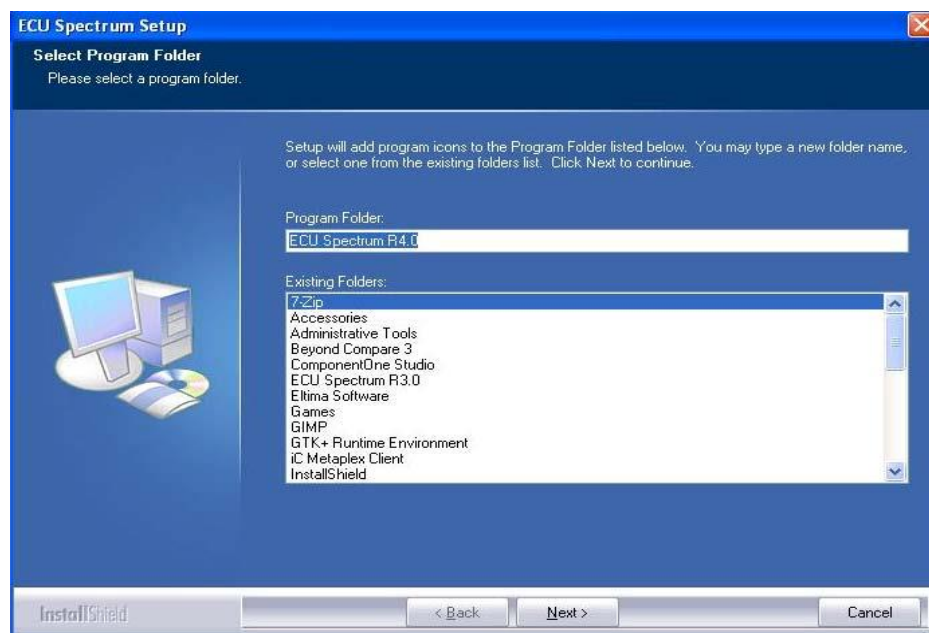 ECU Spectrum Setup
Select Program Folder
Please select a program folder.
Setup will add program icons to the Program Folder listed below. You may type a new folder name,
or select one from the existing folders list. Click Next to continue.
Program Folder:
ECU Spectrum R4.0
Existing Folders:
7-Zip
Accessories
Administrative Tools
Beyond Compare 3
ComponentOne Studio
ECU Spectrum R3.0
Eltima Software
Games
GIMP
GTK+ Runtime Environment
iC Metaplex Client
InstallShield
InstallShield
< Back
Next >
Cancel